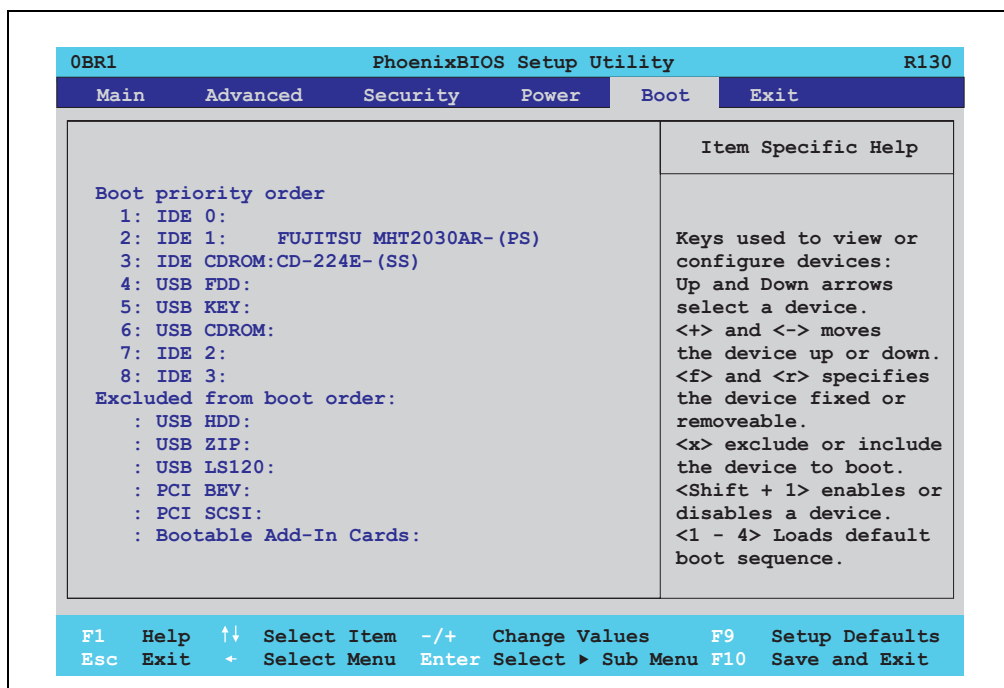 0BR1 PhoenixBIOS Setup Utility R130
Main Advanced Security Power Boot Exit
Boot priority order
1: IDE 0:
2: IDE 1: FUJITSU MHT2030AR-(PS)
3: IDE CDROM:CD-224E-(SS)
4: USB FDD:
5: USB KEY:
6: USB CDROM:
7: IDE 2:
8: IDE 3:
Excluded from boot order:
: USB HDD:
: USB ZIP:
: USB LS120:
: PCI BEV:
: PCI SCSI:
: Bootable Add-In Cards:
Item Specific Help
Keys used to view or
configure devices:
Up and Down arrows
select a device.
<+> and <-> moves
the device up or down.
<f> and <r> specifies
the device fixed or
removeable.
<x> exclude or include
the device to boot.
<Shift + 1> enables or
disables a device.
<1 - 4> Loads default
boot sequence.
F1 Help ↑↓ Select Item -/+ Change Values F9 Setup Defaults
Esc Exit ← Select Menu Enter Select ▶ Sub Menu F10 Save and Exit